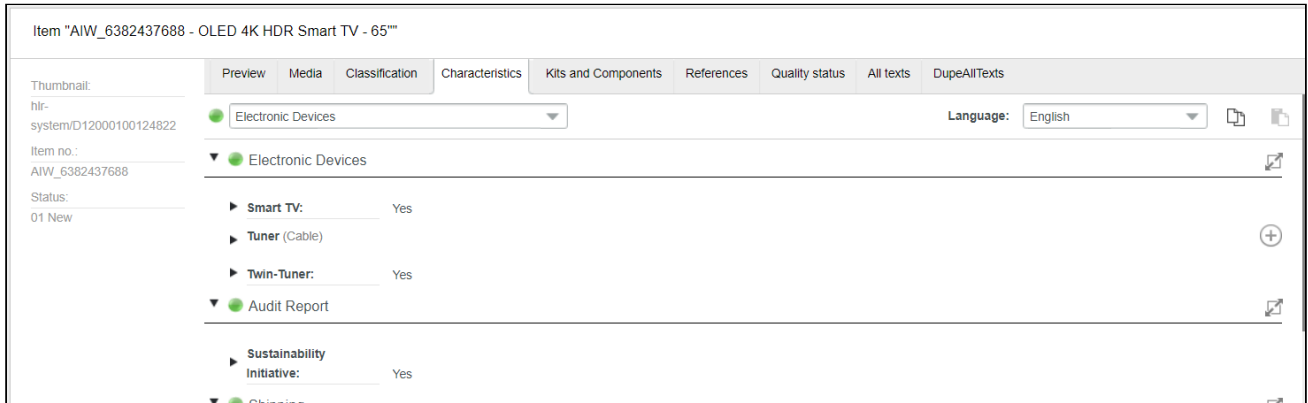 Item "AIW_6382437688 - OLED 4K HDR Smart TV - 65""
Preview Media Classification Characteristics Kits and Components References Quality status All texts DupeAllTexts
Thumbnail:
hlr-
system/D12000100124822
Item no.:
AIW_6382437688
Status:
01 New
Electronic Devices
Language: English
Electronic Devices
Smart TV: Yes
Tuner (Cable)
Twin-Tuner: Yes
Audit Report
Sustainability
Initiative: Yes
Shipping